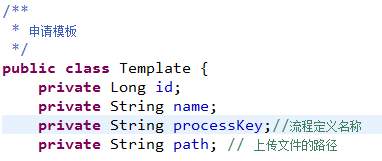 /**
 * 申请模板
 */
public class Template {
    private Long id;
    private String name;
    private String processKey;//流程定义名称
    private String path; // 上传文件的路径